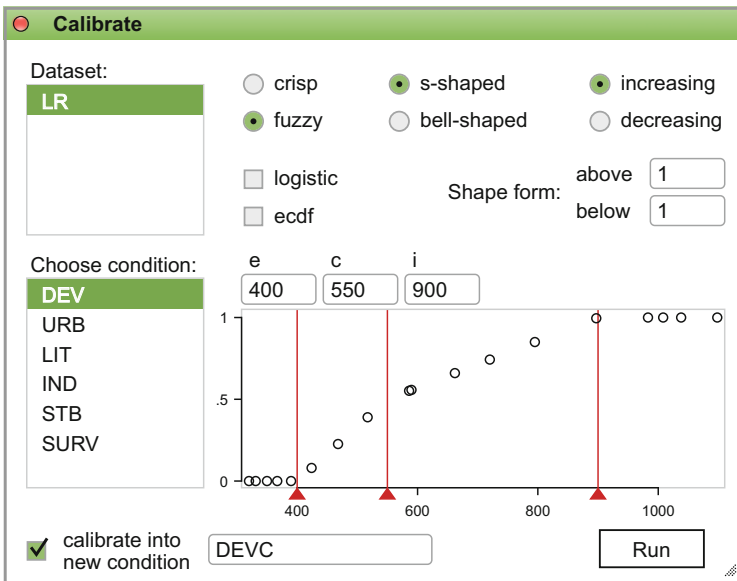 Calibrate
Dataset:
LR
crisp
s-shaped
increasing
fuzzy
bell-shaped
decreasing
logistic
ecdf
Shape form:
above 1
below 1
Choose condition:
DEV
URB
LIT
IND
STB
SURV
e c i
400 550 900
1
.5
0
400 600 800 1000
calibrate into
new condition
DEVC
Run